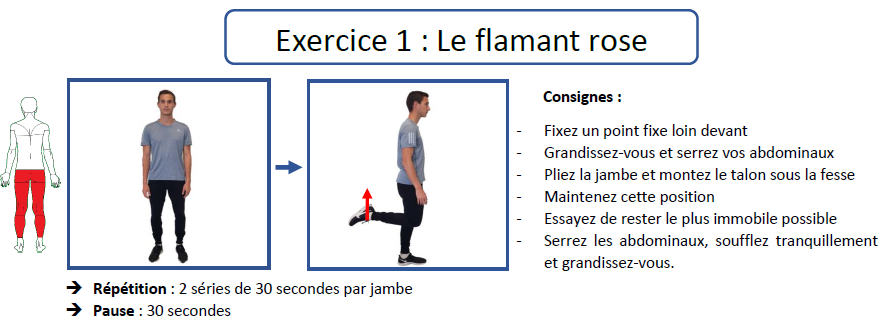 Exercice 1 : Le flamant rose
Consignes :
- Fixez un point fixe loin devant
- Grandissez-vous et serrez vos abdominaux
- Pliez la jambe et montez le talon sous la fesse
- Maintenez cette position
- Essayez de rester le plus immobile possible
- Serrez les abdominaux, soufflez tranquillement
et grandissez-vous.
➔ Répétition : 2 séries de 30 secondes par jambe
➔ Pause : 30 secondes